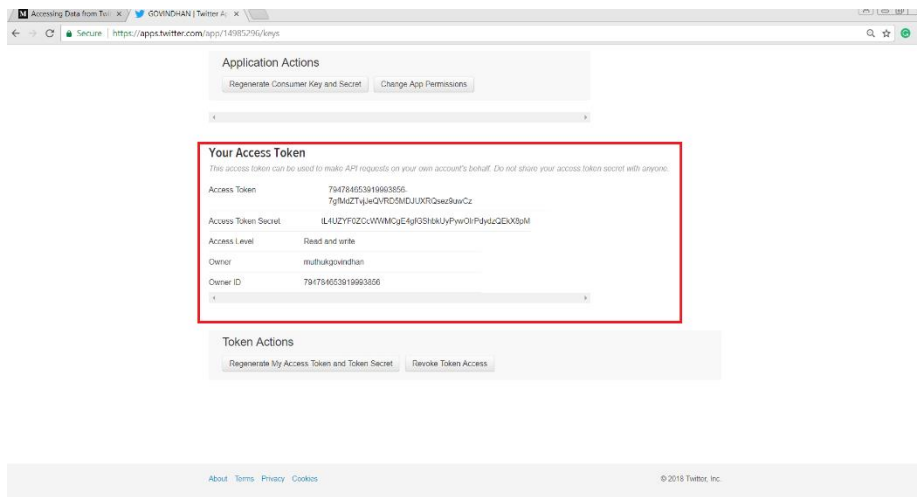 Accessing Data from Twi
GOVINDHAN | Twitter Ap
Secure | https://apps.twitter.com/app/14985296/keys
Application Actions
Regenerate Consumer Key and Secret Change App Permissions
Your Access Token
This access token can be used to make API requests on your own account's behalf. Do not share your access token secret with anyone.
Access Token 794784653919993856-
Access Token Secret
Access Level Read and write
Owner muthukgovindhan
Owner ID 794784653919993856
Token Actions
Regenerate My Access Token and Token Secret Revoke Token Access
About Terms Privacy Cookies © 2018 Twitter, Inc.